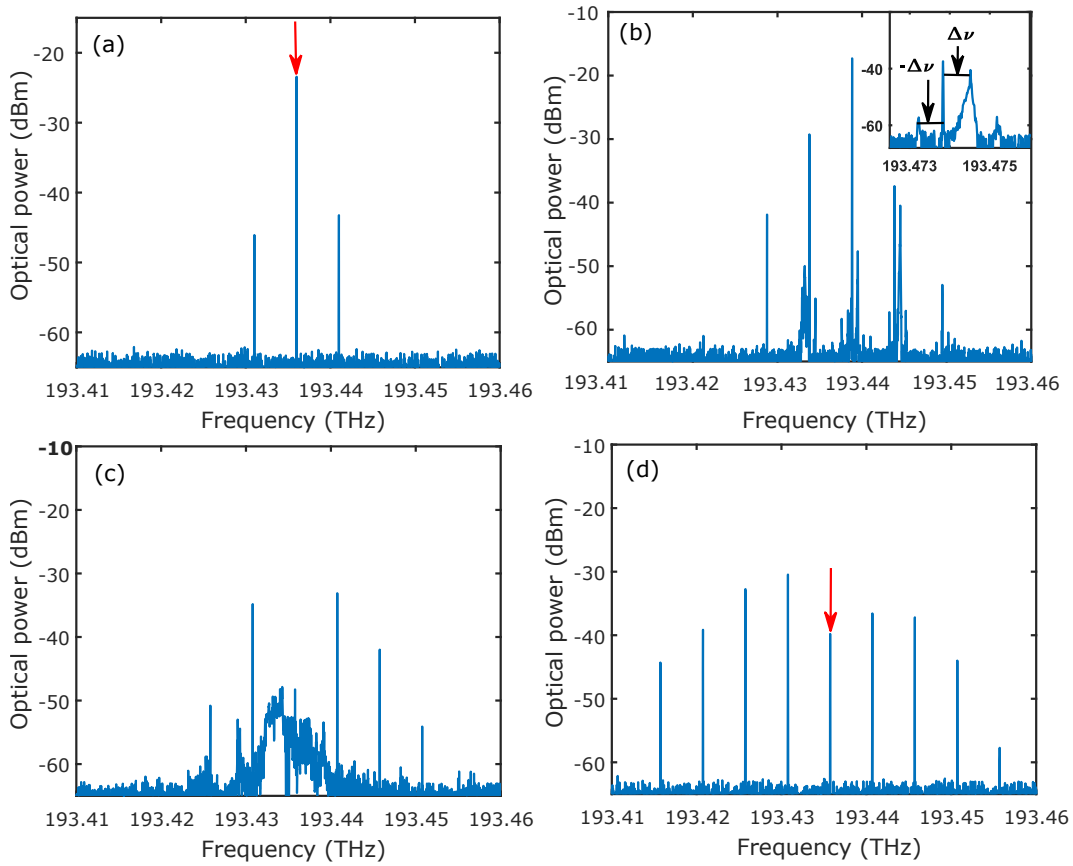 (a)
Optical power (dBm)
-20
-30
-40
-50
-60
193.41 193.42 193.43 193.44 193.45 193.46
Frequency (THz)
(b)
Optical power (dBm)
-10
-20
-30
-40
-50
-60
193.41 193.42 193.43 193.44 193.45 193.46
Frequency (THz)
Δν
-Δν
-40
-60
193.473 193.475
(c)
Optical power (dBm)
-10
-20
-30
-40
-50
-60
193.41 193.42 193.43 193.44 193.45 193.46
Frequency (THz)
(d)
Optical power (dBm)
-10
-20
-30
-40
-50
-60
193.41 193.42 193.43 193.44 193.45 193.46
Frequency (THz)